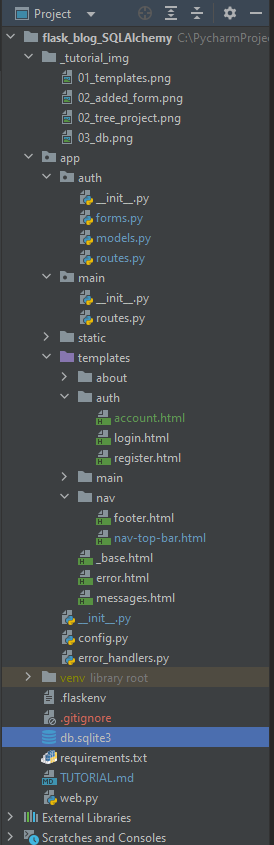 Project
flask_blog_SQLAlchemy C:\PycharmProje
_tutorial_img
01_templates.png
02_added_form.png
02_tree_project.png
03_db.png
app
auth
__init__.py
forms.py
models.py
routes.py
main
__init__.py
routes.py
static
templates
about
auth
account.html
login.html
register.html
main
nav
footer.html
nav-top-bar.html
_base.html
error.html
messages.html
__init__.py
config.py
error_handlers.py
venv library root
.flaskenv
.gitignore
db.sqlite3
requirements.txt
TUTORIAL.md
web.py
External Libraries
Scratches and Consoles